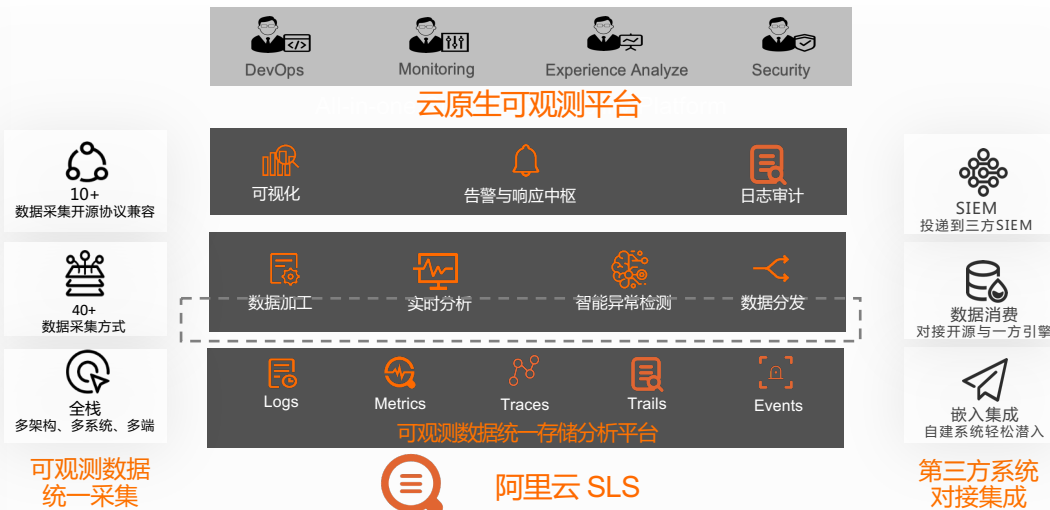 DevOps
Monitoring
Experience Analyze
Security
云原生可观测平台
10+
数据采集开源协议兼容
40+
数据采集方式
全栈
多架构、多系统、多端
可观测数据
统一采集
可视化
告警与响应中枢
日志审计
数据加工
实时分析
智能异常检测
数据分发
Logs
Metrics
Traces
Trails
Events
可观测数据统一存储分析平台
阿里云 SLS
SIEM
投递到三方SIEM
数据消费
对接开源与一方引擎
嵌入集成
自建系统轻松潜入
第三方系统
对接集成